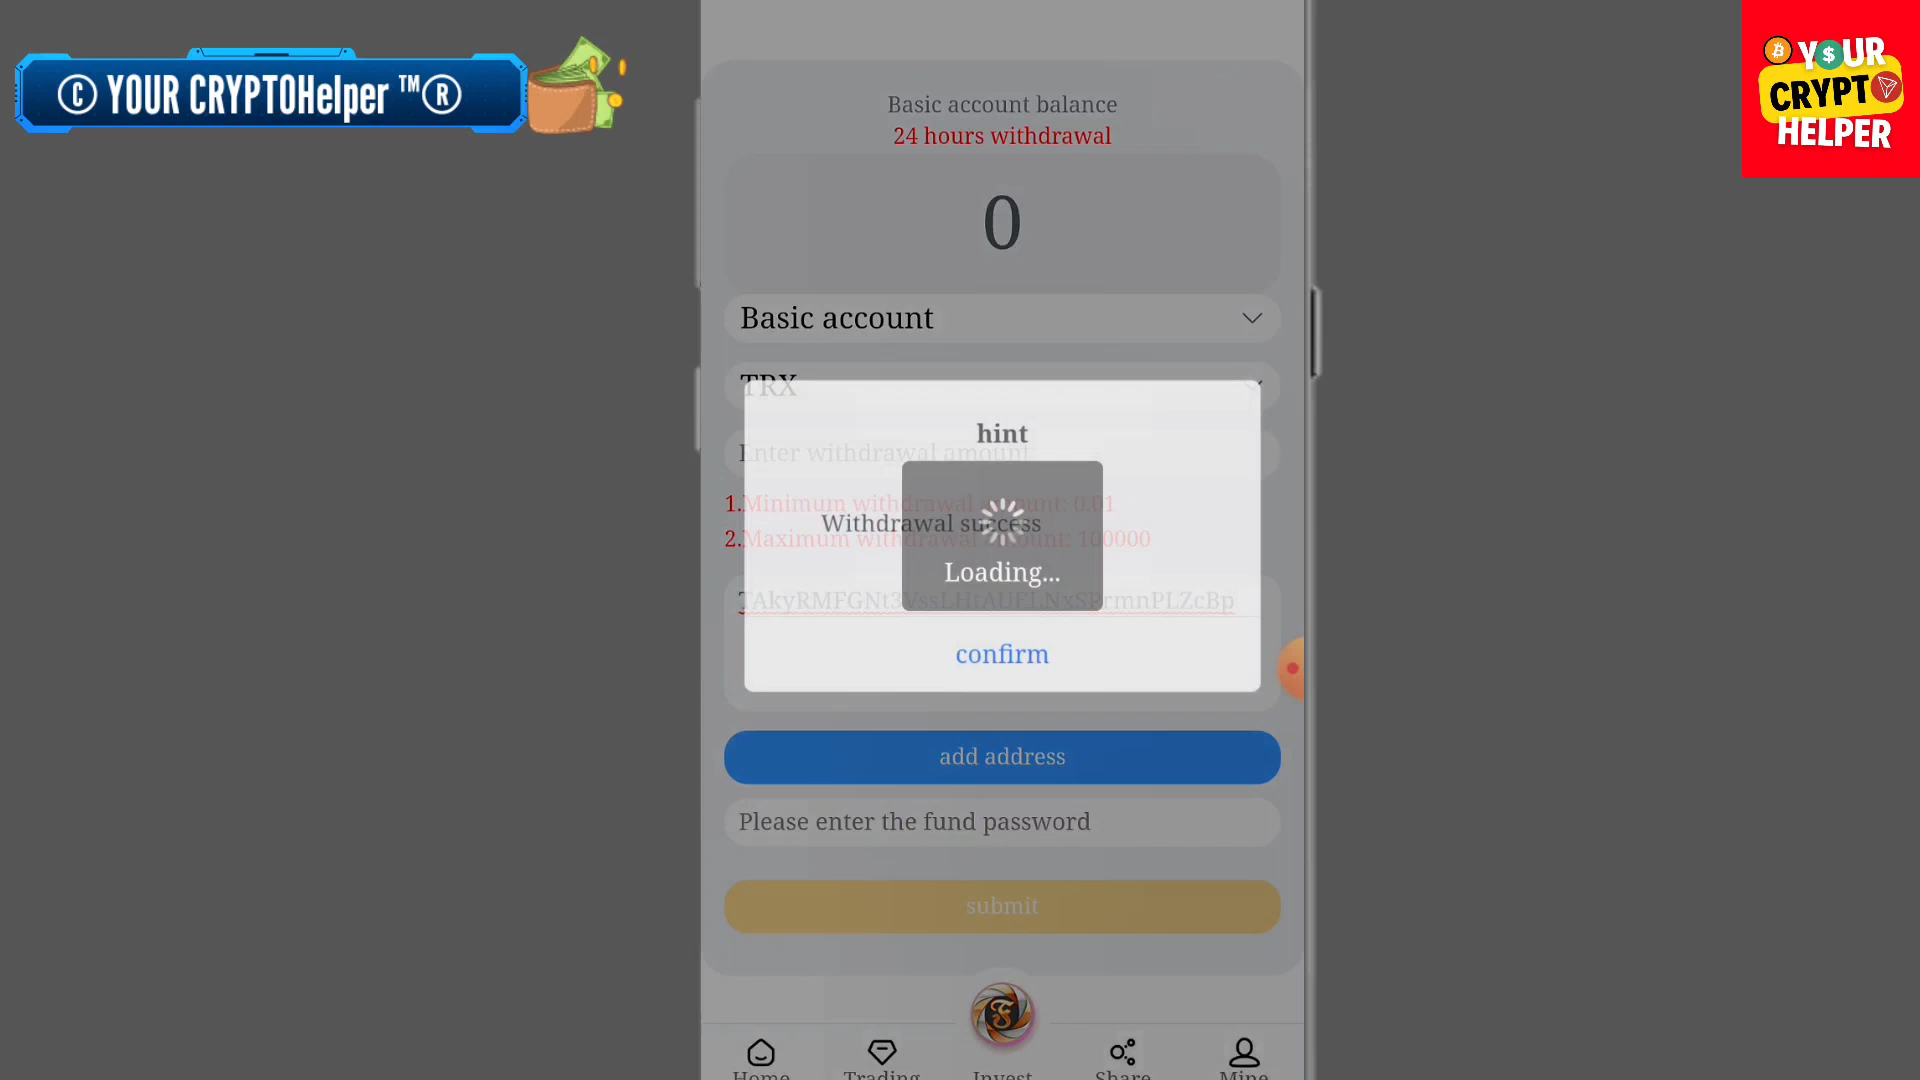 © YOUR CRYPTOHelper ™®
YOUR
CRYPT
HELPER
Basic account balance
24 hours withdrawal
0
Basic account
TRX
hint
Enter withdrawal amount
1.Minimum withdrawal amount: 0.01
Withdrawal success
2.Maximum withdrawal amount: 100000
Loading...
confirm
add address
Please enter the fund password
submit
Home
Trading
Invest
Share
Mine